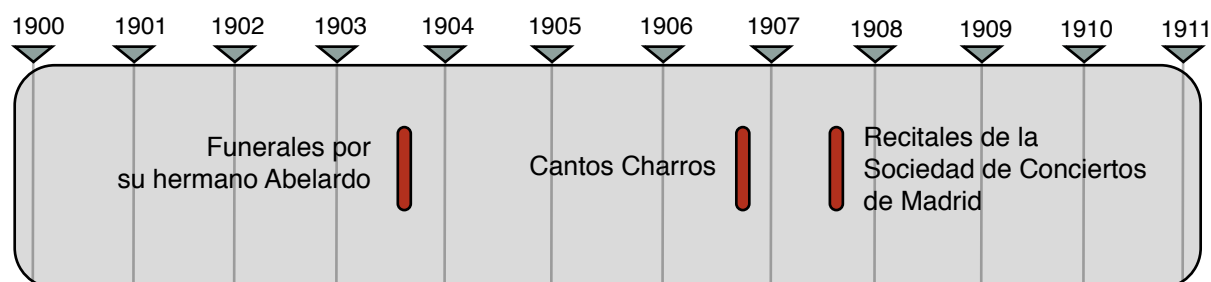 1900 1901 1902 1903 1904 1905 1906 1907 1908 1909 1910 1911
Funerales por
su hermano Abelardo
Cantos Charros
Recitales de la
Sociedad de Conciertos
de Madrid